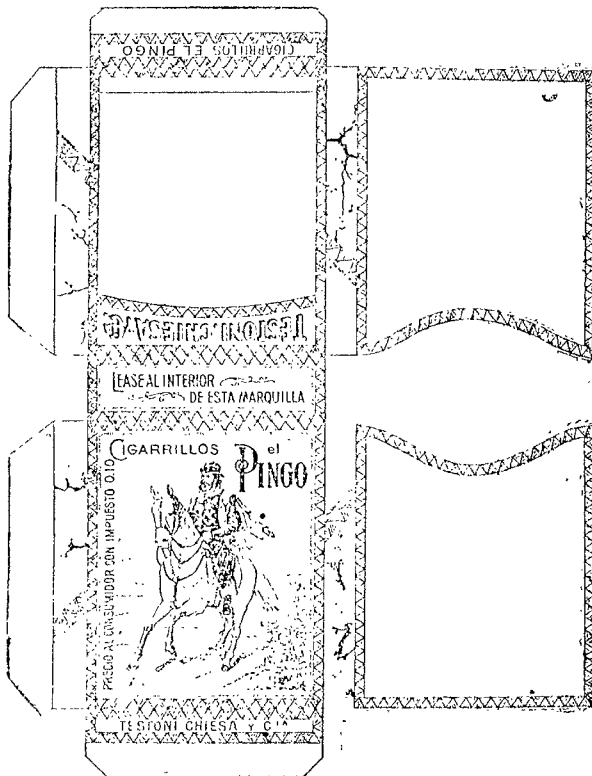 CIGARRILLOS EL PINGO
TESTONI, CHIESA & Cª
LEASE AL INTERIOR
DE ESTA MARQUILLA
CIGARRILLOS el
PINGO
PRECIO AL CONSUMIDOR CON IMPUESTO 0.10
TESTONI CHIESA Y Cᴵᴬ